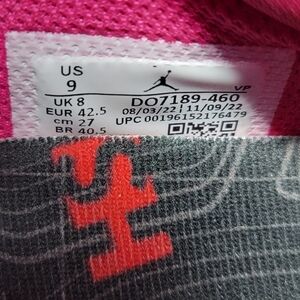 US
9
VP
UK 8 DO7189-460
EUR 42.5 08/03/22 11/09/22
cm 27 UPC 00196152176479
BR 40.5